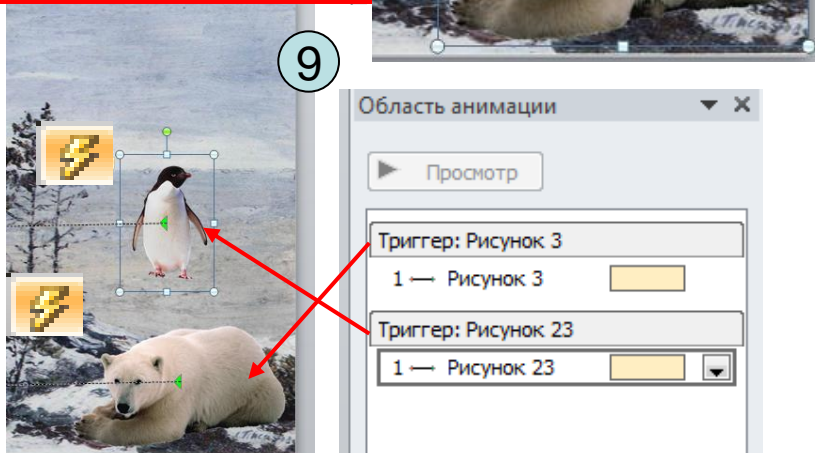 9
Область анимации
Просмотр
Триггер: Рисунок 3
1 Рисунок 3
Триггер: Рисунок 23
1 Рисунок 23